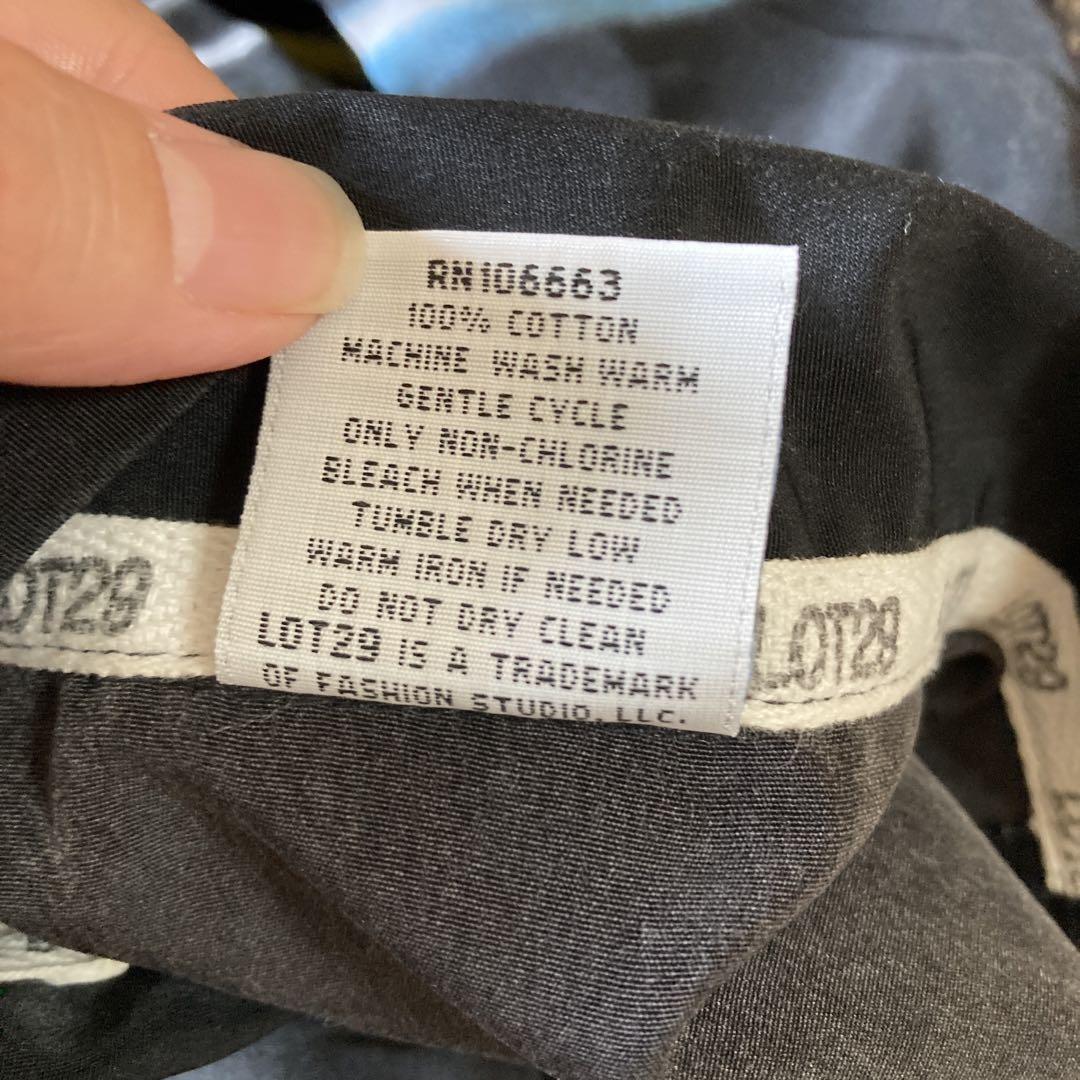 RN106663
100% COTTON
MACHINE WASH WARM
GENTLE CYCLE
ONLY NON-CHLORINE
BLEACH WHEN NEEDED
TUMBLE DRY LOW
WARM IRON IF NEEDED
DO NOT DRY CLEAN
LOT29 IS A TRADEMARK
OF FASHION STUDIO, LLC.
LOT29
LOT29